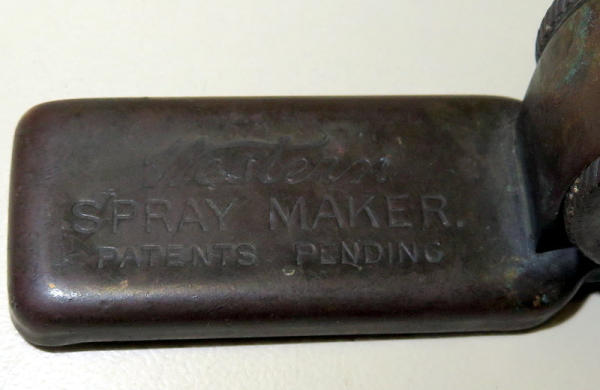 SPRAY MAKER.
PATENTS PENDING